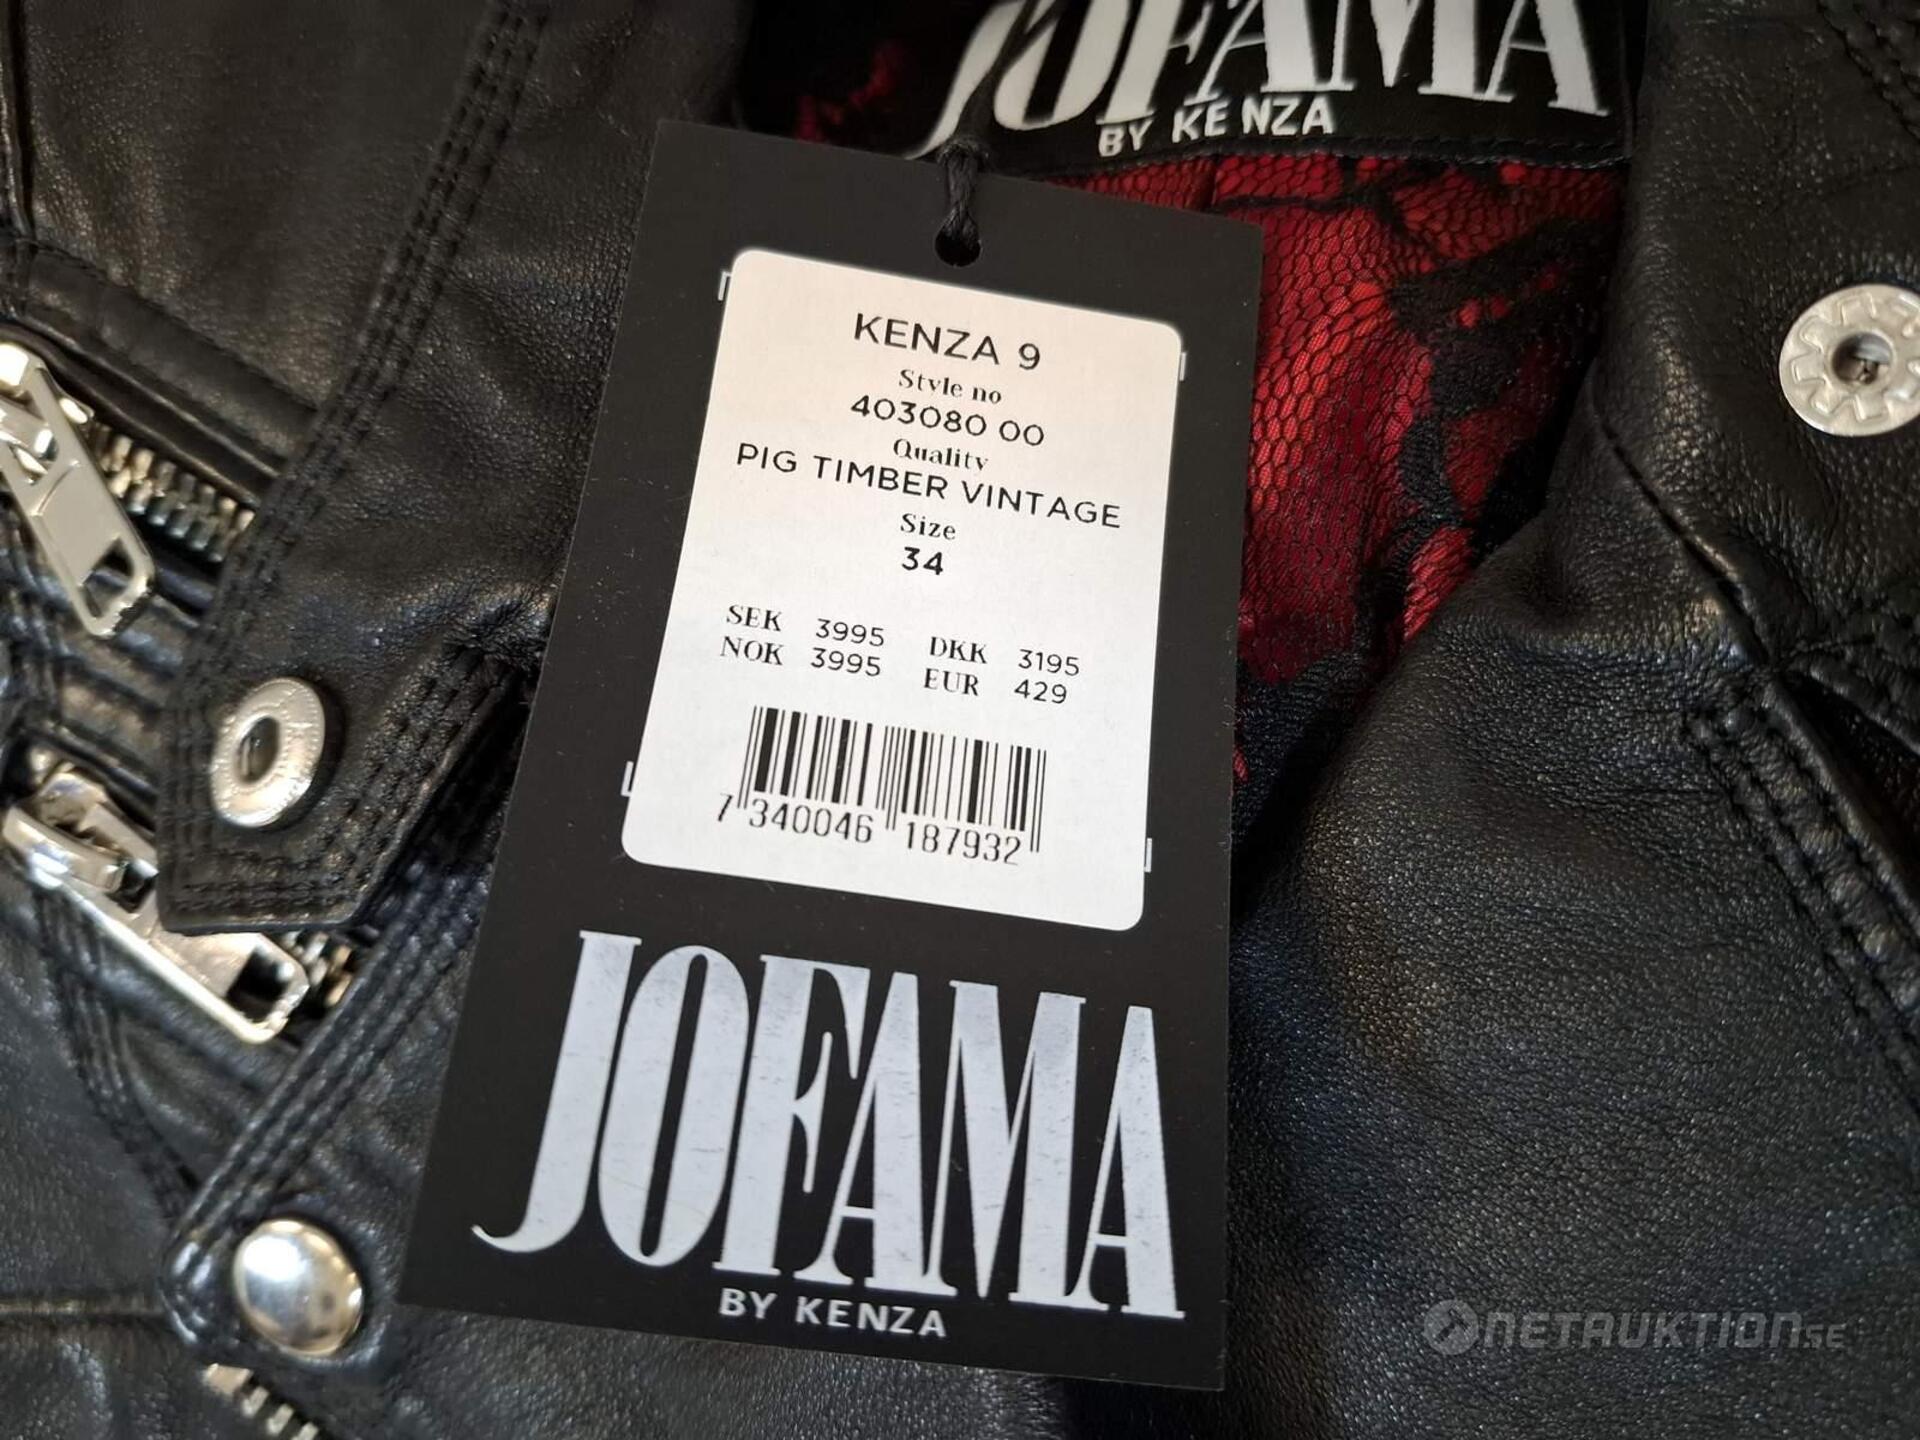 JOFAMA
BY KENZA
KENZA 9
Style no
403080 00
Quality
PIG TIMBER VINTAGE
Size
34
SEK 3995 DKK 3195
NOK 3995 EUR 429
7 340046 187932
JOFAMA
BY KENZA
NETAUKTION.SE